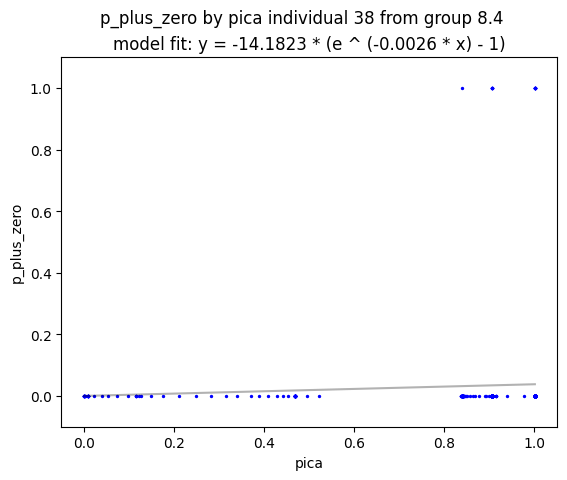 p_plus_zero by pica individual 38 from group 8.4
model fit: y = -14.1823 * (e ^ (-0.0026 * x) - 1)
1.0
0.8
0.6
0.4
0.2
0.0
p_plus_zero
0.0 0.2 0.4 0.6 0.8 1.0
pica